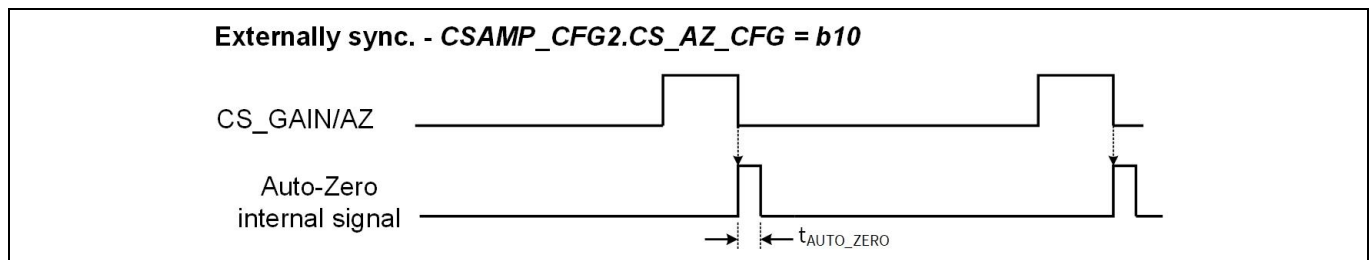 Externally sync. - CSAMP_CFG2.CS_AZ_CFG = b10
CS_GAIN/AZ
Auto-Zero
internal signal
tAUTO_ZERO